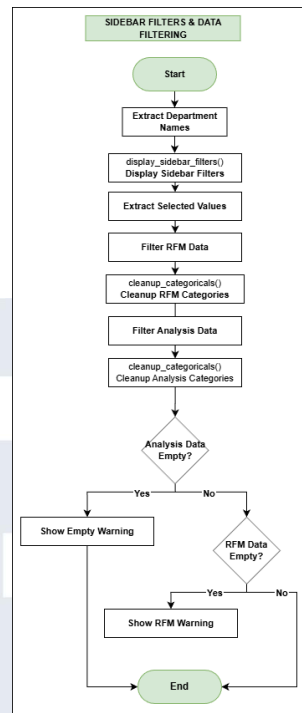 SIDEBAR FILTERS & DATA
FILTERING
Start
Extract Department
Names
display_sidebar_filters()
Display Sidebar Filters
Extract Selected Values
Filter RFM Data
cleanup_categoricals()
Cleanup RFM Categories
Filter Analysis Data
cleanup_categoricals()
Cleanup Analysis Categories
Analysis Data
Empty?
Yes
No
Show Empty Warning
RFM Data
Empty?
Yes
No
Show RFM Warning
End